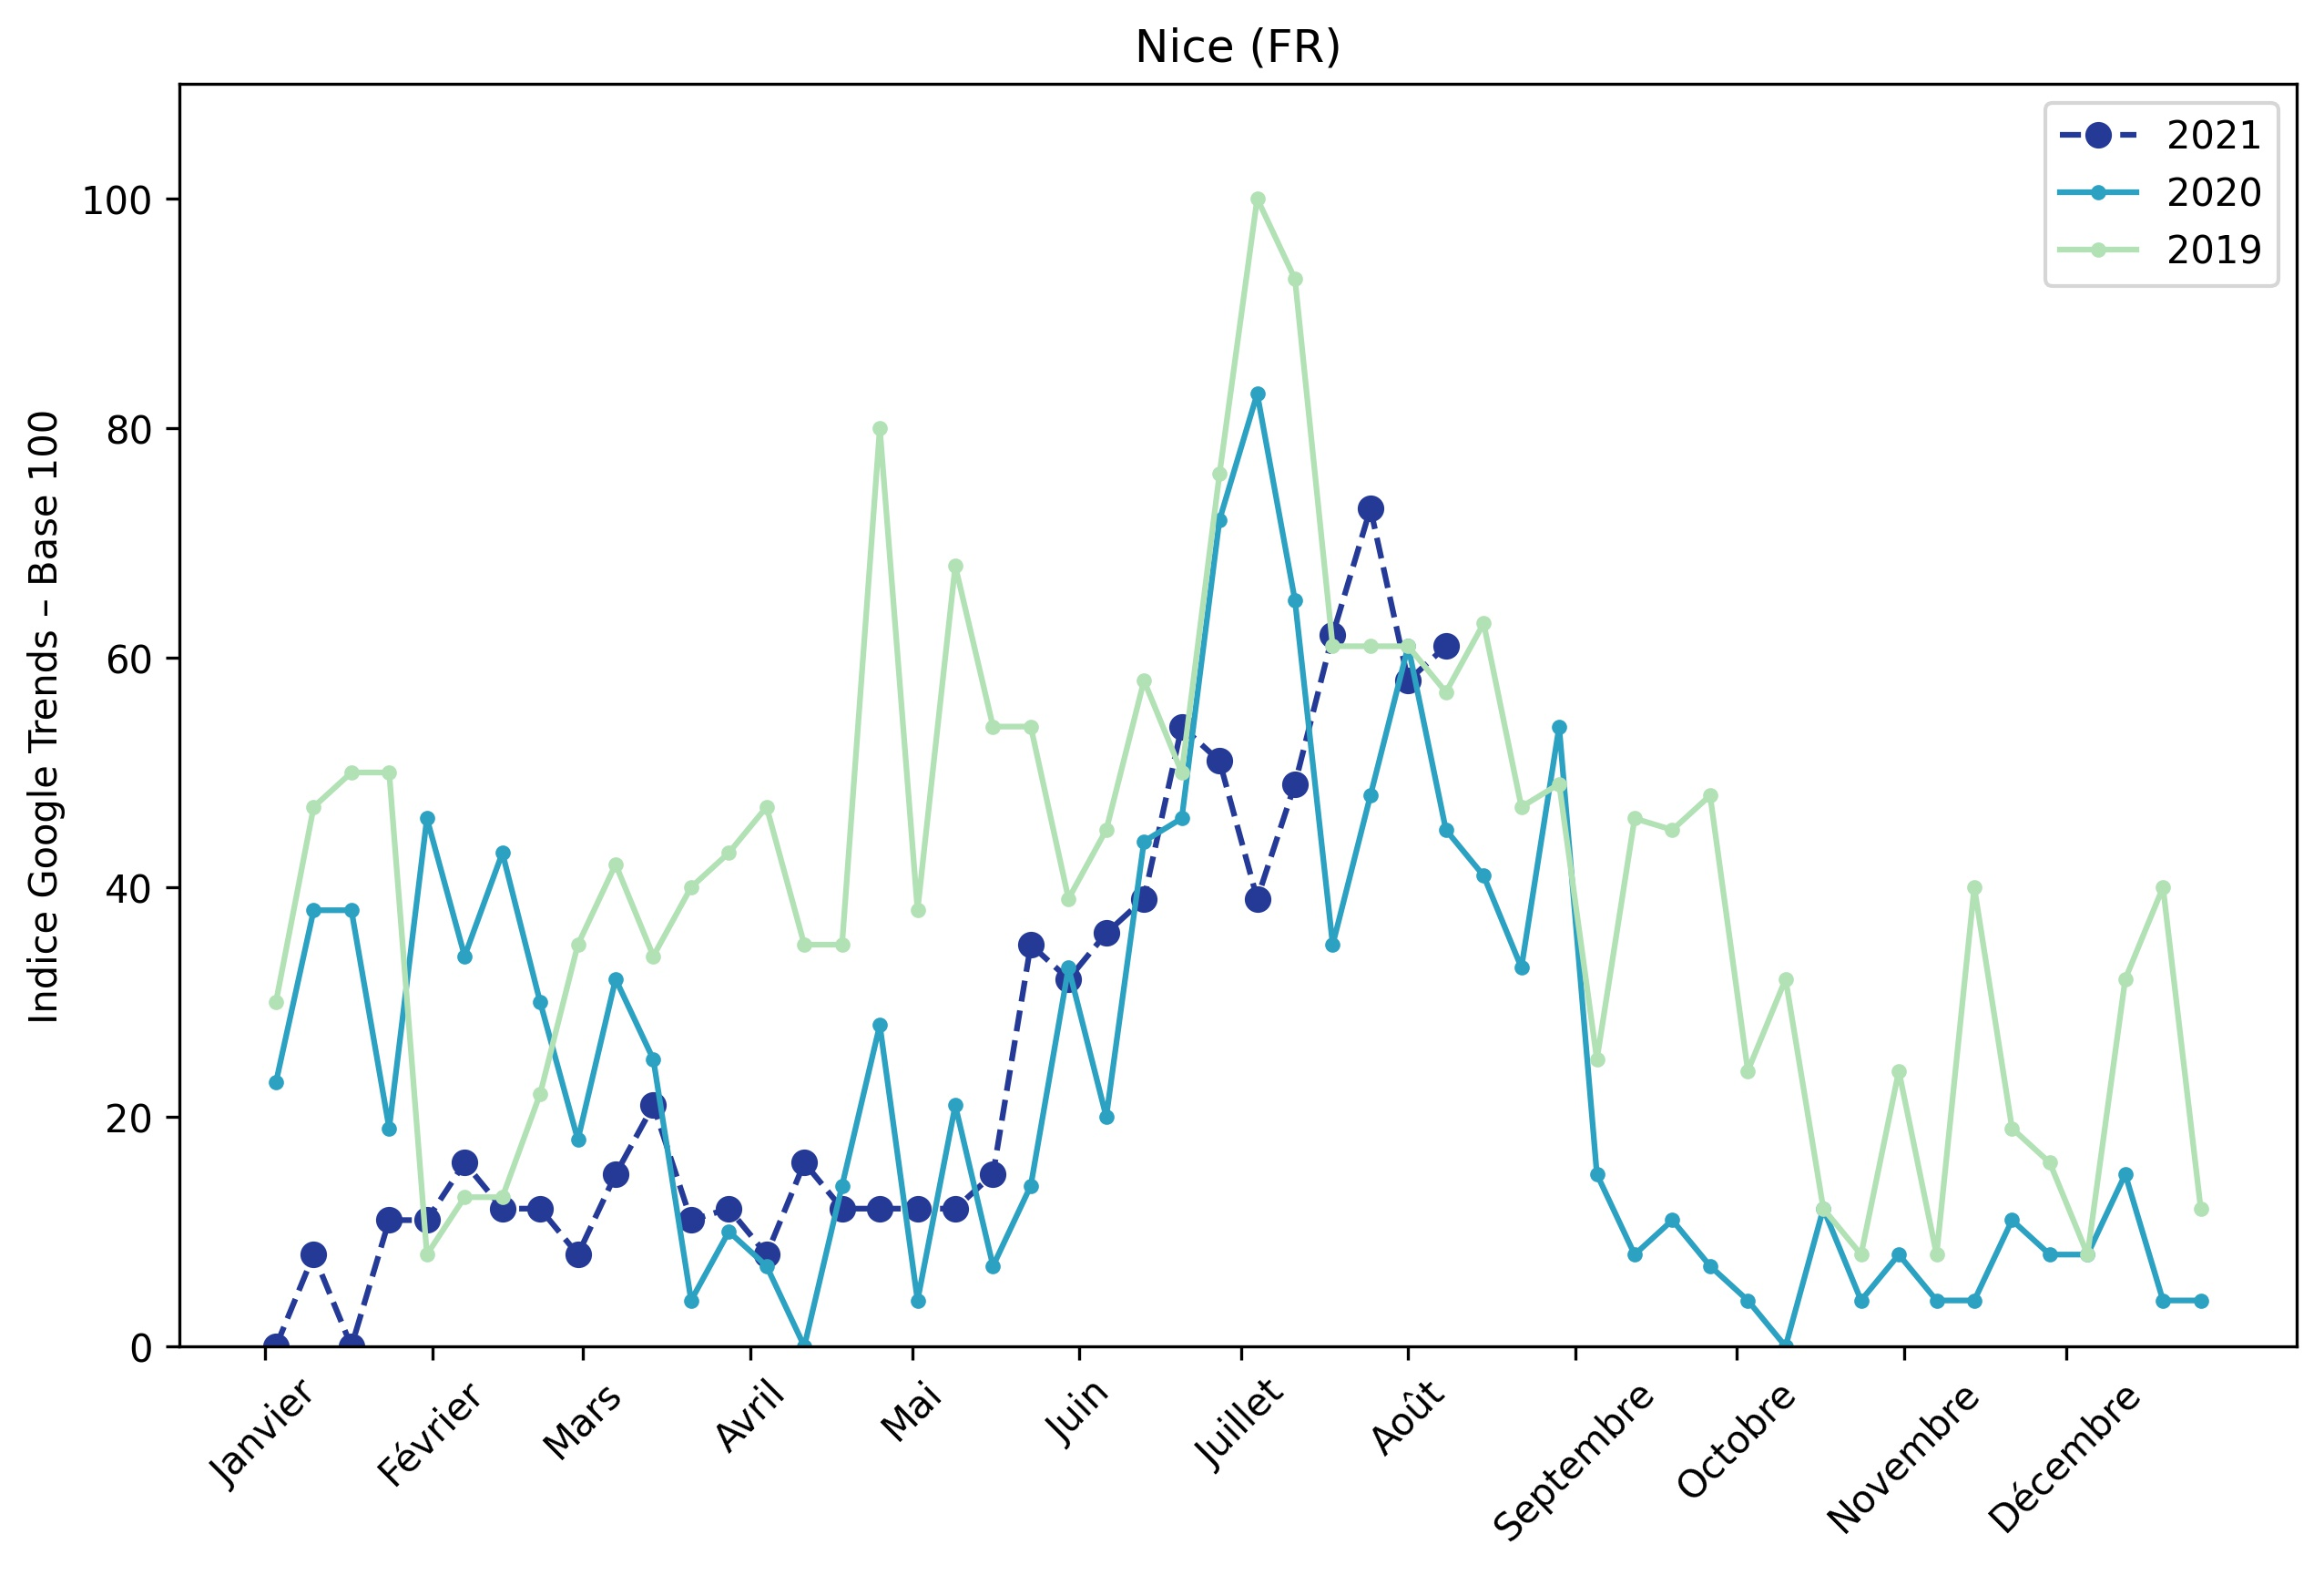 Nice (FR)
Indice Google Trends – Base 100
100
80
60
40
20
0
2021
2020
2019
Janvier
Février
Mars
Avril
Mai
Juin
Juillet
Août
Septembre
Octobre
Novembre
Décembre